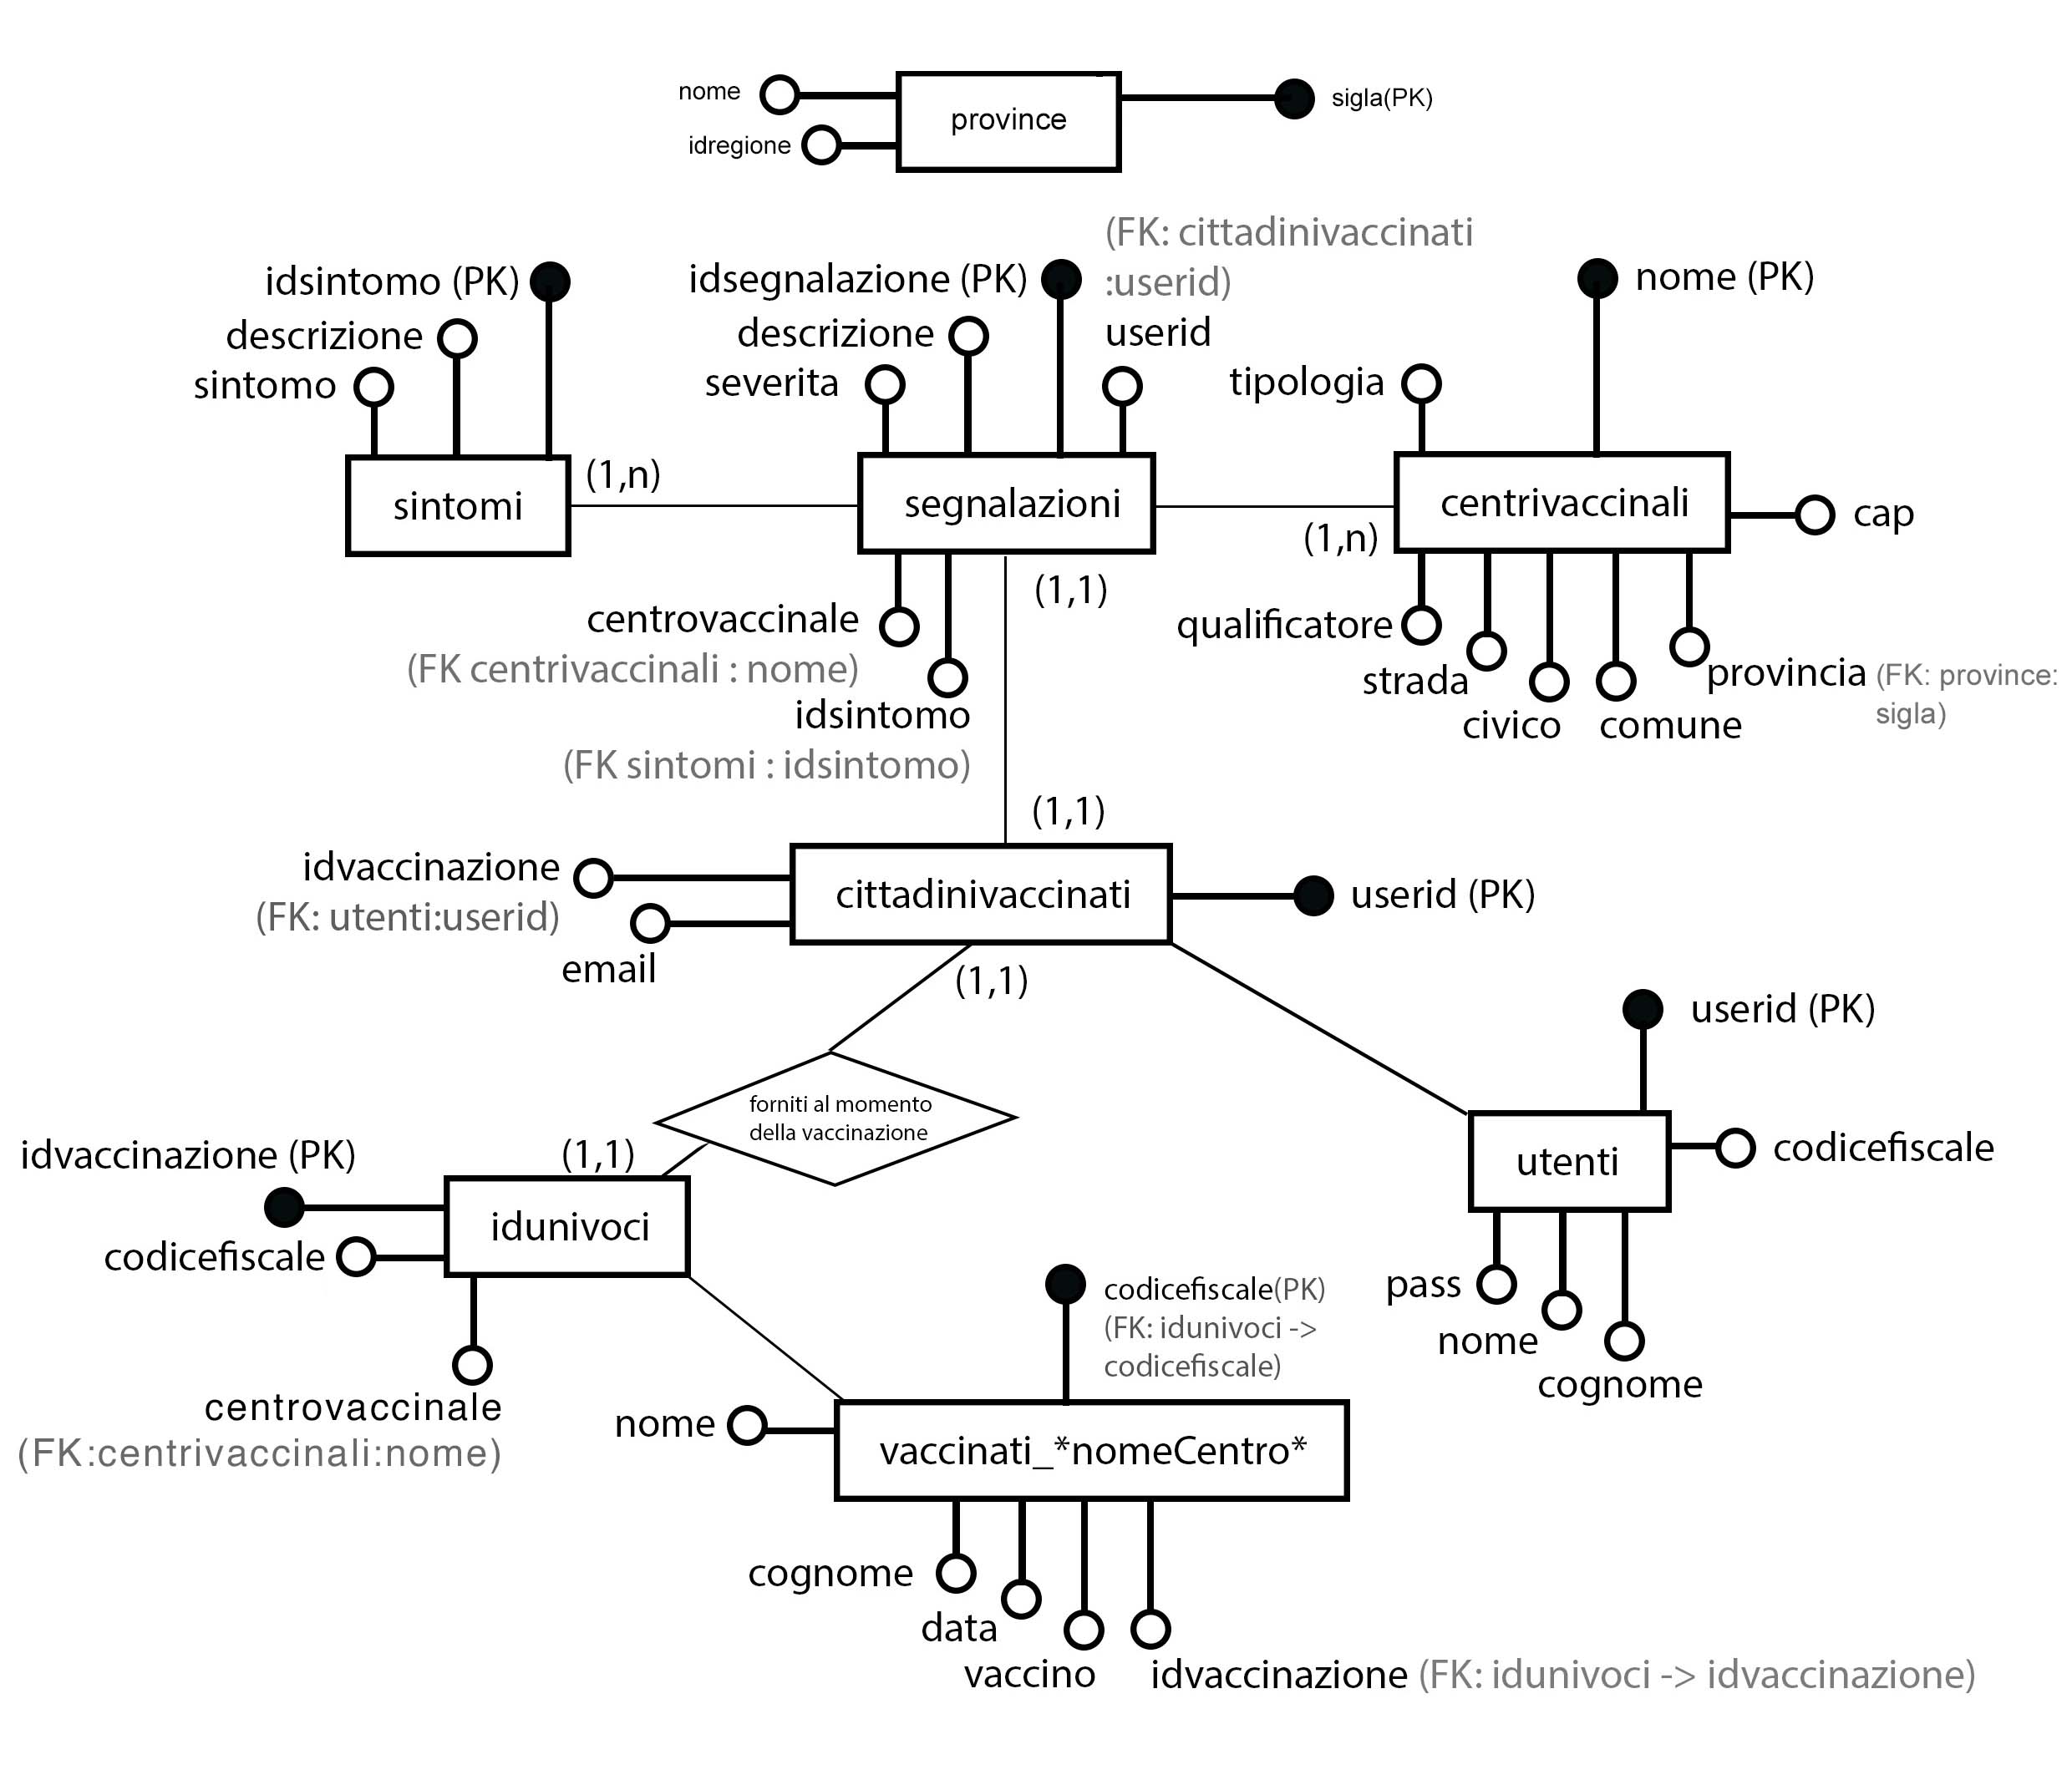 nome
sigla(PK)
province
idregione
(FK: cittadinivaccinati
:userid)
userid
idsintomo (PK)
descrizione
sintomo
idsegnalazione (PK)
descrizione
severita
nome (PK)
tipologia
sintomi
(1,n)
segnalazioni
(1,n)
centrivaccinali
cap
(1,1)
centrovaccinale
(FK centrivaccinali : nome)
idsintomo
(FK sintomi : idsintomo)
qualificatore
strada
civico
comune
provincia (FK: province:
sigla)
(1,1)
idvaccinazione
(FK: utenti:userid)
email
cittadinivaccinati
userid (PK)
(1,1)
userid (PK)
forniti al momento
della vaccinazione
idvaccinazione (PK)
(1,1)
utenti
codicefiscale
idunivoci
codicefiscale
pass
nome
cognome
codicefiscale(PK)
(FK: idunivoci ->
codicefiscale)
centrovaccinale
(FK:centrivaccinali:nome)
nome
vaccinati_*nomeCentro*
cognome
data
vaccino
idvaccinazione (FK: idunivoci -> idvaccinazione)